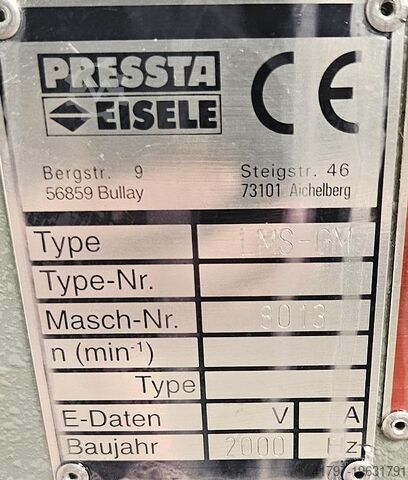 PRESSTA
EISELE
CE
Bergstr. 9
56859 Bullay
Steigstr. 46
73101 Aichelberg
Type LMS-GM
Type-Nr.
Masch-Nr. 3013
n (min-1)
Type
E-Daten V A
Baujahr 2000 Hz